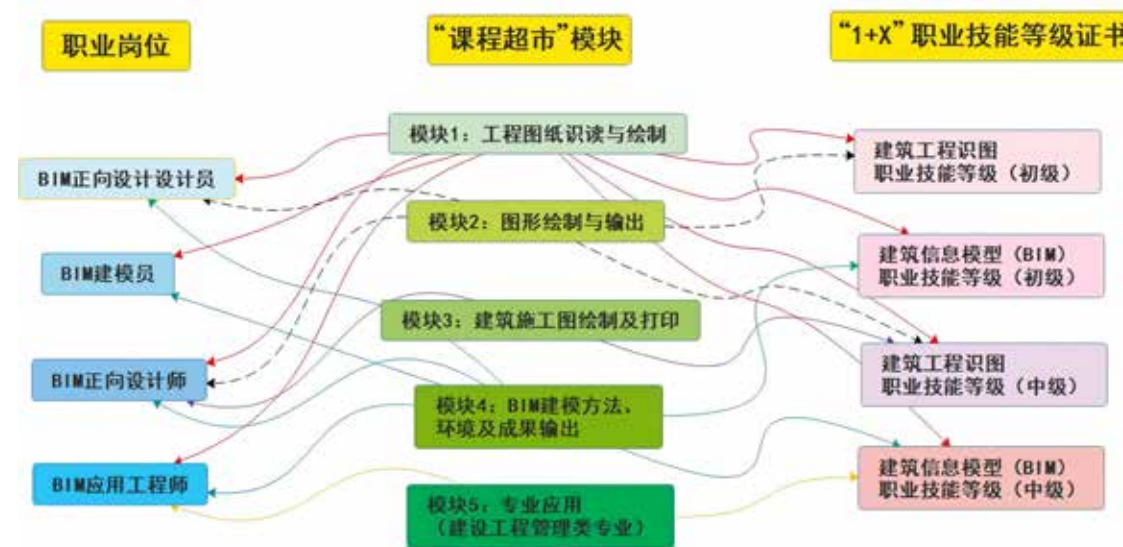 职业岗位
“课程超市”模块
“1+X”职业技能等级证书
模块1：工程图纸识读与绘制
建筑工程识图
职业技能等级（初级）
BIM正向设计设计员
模块2：图形绘制与输出
建筑信息模型（BIM）
职业技能等级（初级）
BIM建模员
模块3：建筑施工图绘制及打印
建筑工程识图
职业技能等级（中级）
BIM正向设计师
模块4：BIM建模方法、
环境及成果输出
建筑信息模型（BIM）
职业技能等级（中级）
BIM应用工程师
模块5：专业应用
（建设工程管理类专业）